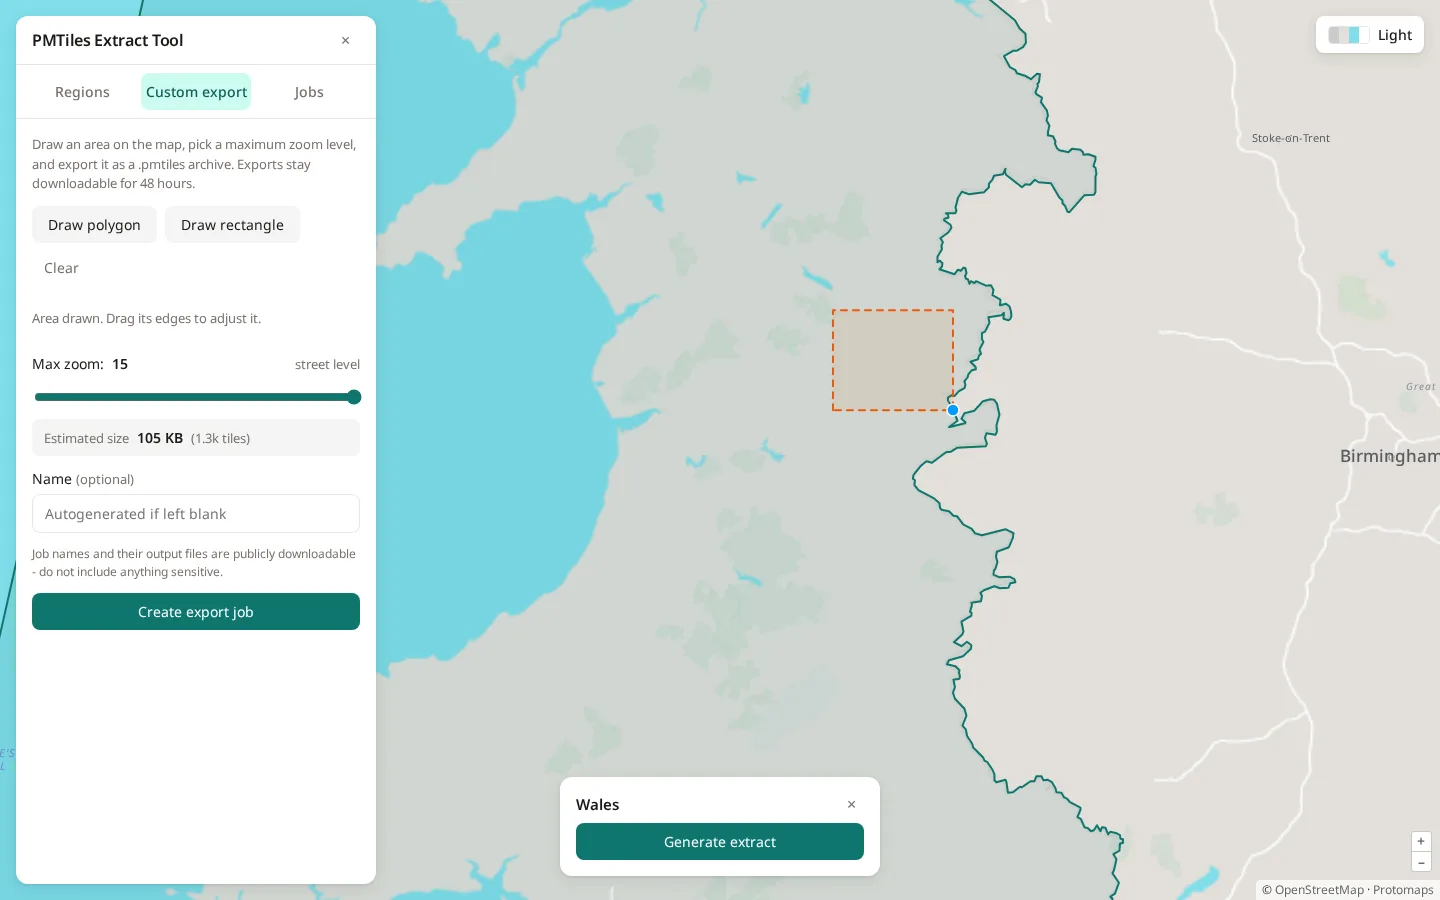 PMTiles Extract Tool
×
Regions
Custom export
Jobs
Draw an area on the map, pick a maximum zoom level,
and export it as a .pmtiles archive. Exports stay
downloadable for 48 hours.
Draw polygon
Draw rectangle
Clear
Area drawn. Drag its edges to adjust it.
Max zoom: 15
street level
Estimated size 105 KB (1.3k tiles)
Name (optional)
Autogenerated if left blank
Job names and their output files are publicly downloadable
- do not include anything sensitive.
Create export job
Light
Stoke-on-Trent
Great
Birmingham
E'S
L
Wales
×
Generate extract
+
−
© OpenStreetMap · Protomaps